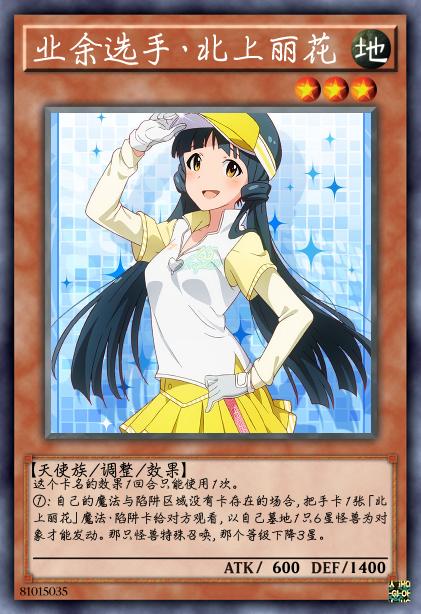 业余选手·北上丽花
地
【天使族/调整/效果】
这个卡名的效果1回合只能使用1次。
①：自己的魔法与陷阱区域没有卡存在的场合，把手卡1张「北
上丽花」魔法·陷阱卡给对方观看，以自己墓地1只6星怪兽为对
象才能发动。那只怪兽特殊召唤，那个等级下降3星。
ATK/ 600 DEF/1400
81015035